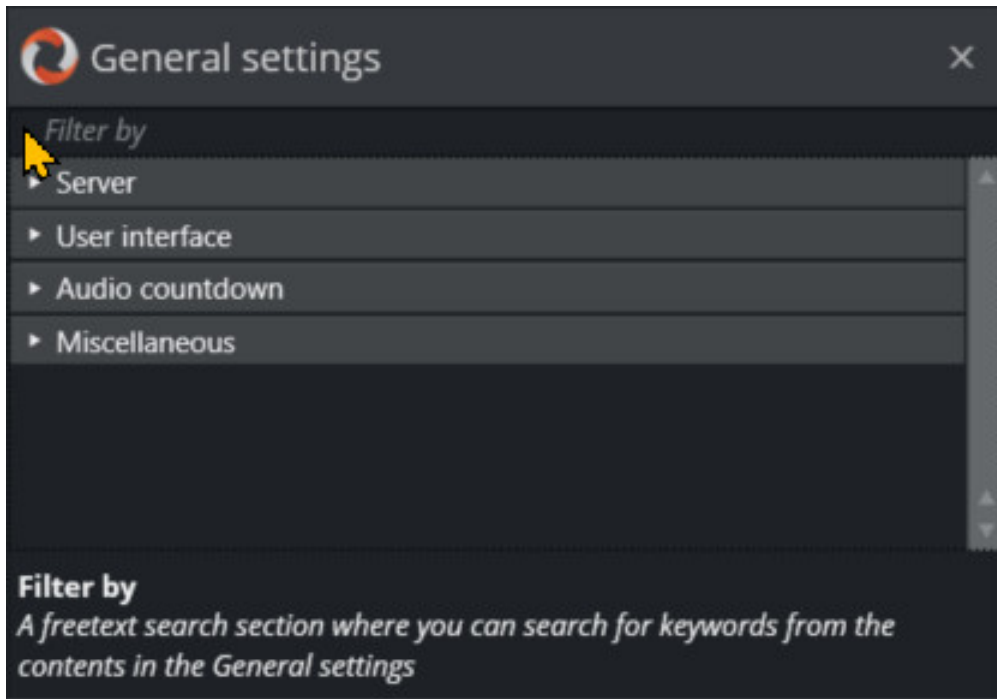 General settings
Filter by
Server
User interface
Audio countdown
Miscellaneous
Filter by
A freetext search section where you can search for keywords from the
contents in the General settings